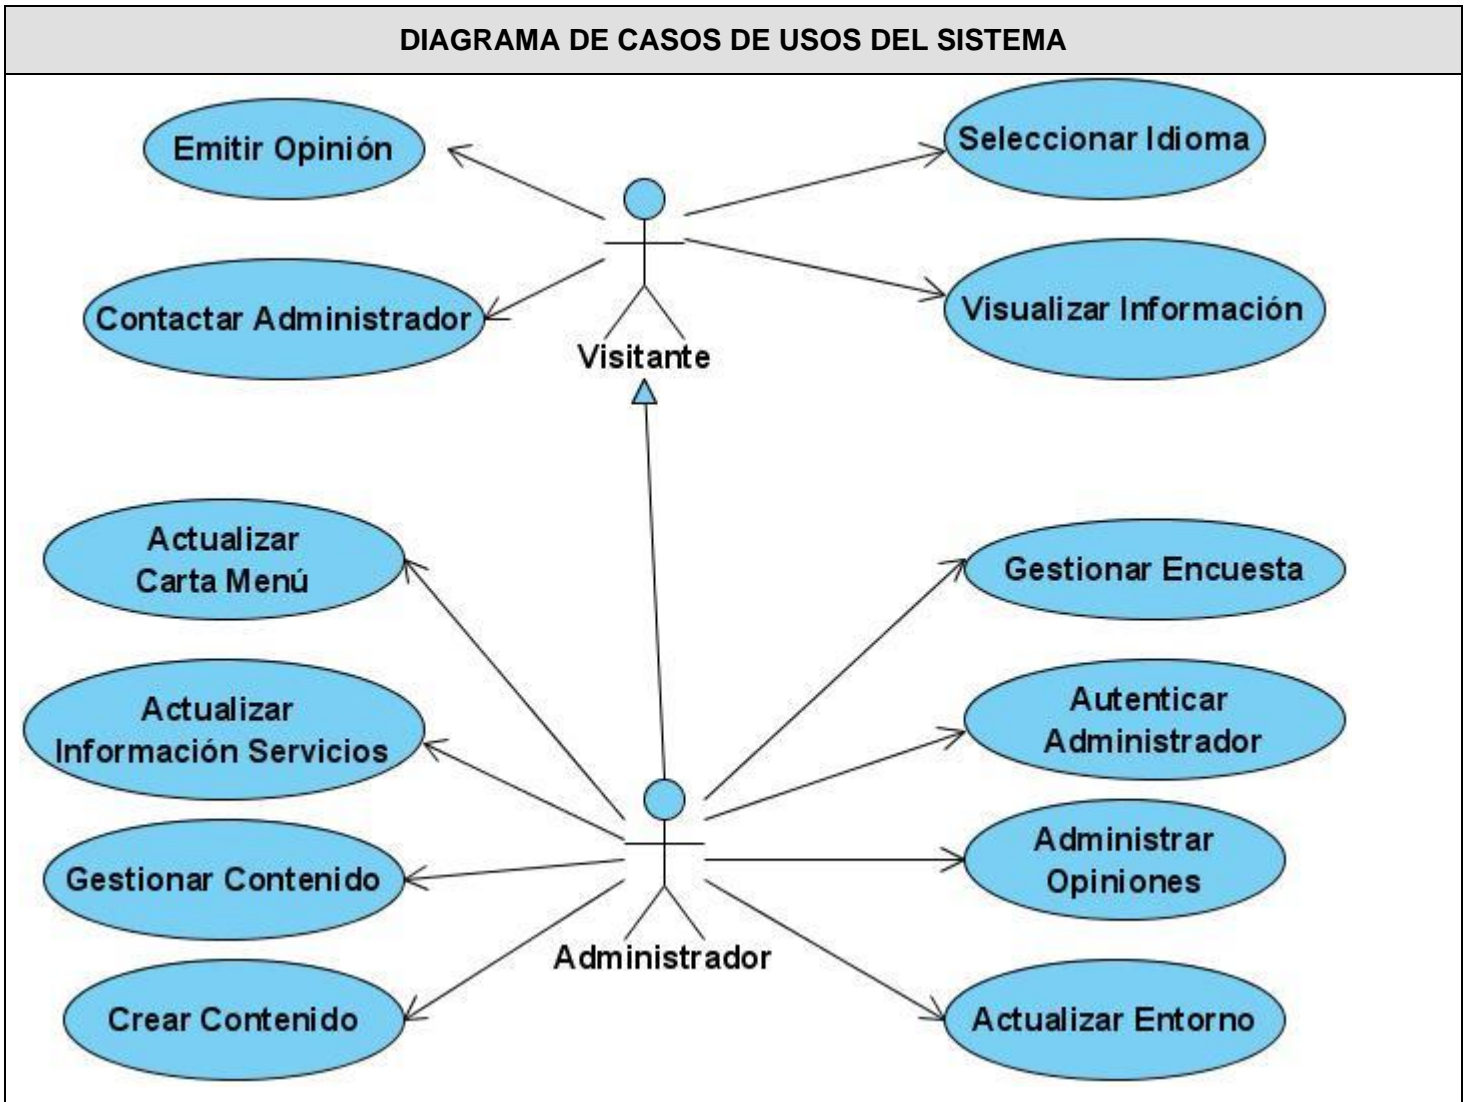 DIAGRAMA DE CASOS DE USOS DEL SISTEMA
Emitir Opinión
Seleccionar Idioma
Contactar Administrador
Visualizar Información
Visitante
Actualizar
Carta Menú
Gestionar Encuesta
Actualizar
Información Servicios
Autenticar
Administrador
Gestionar Contenido
Administrar
Opiniones
Administrador
Crear Contenido
Actualizar Entorno